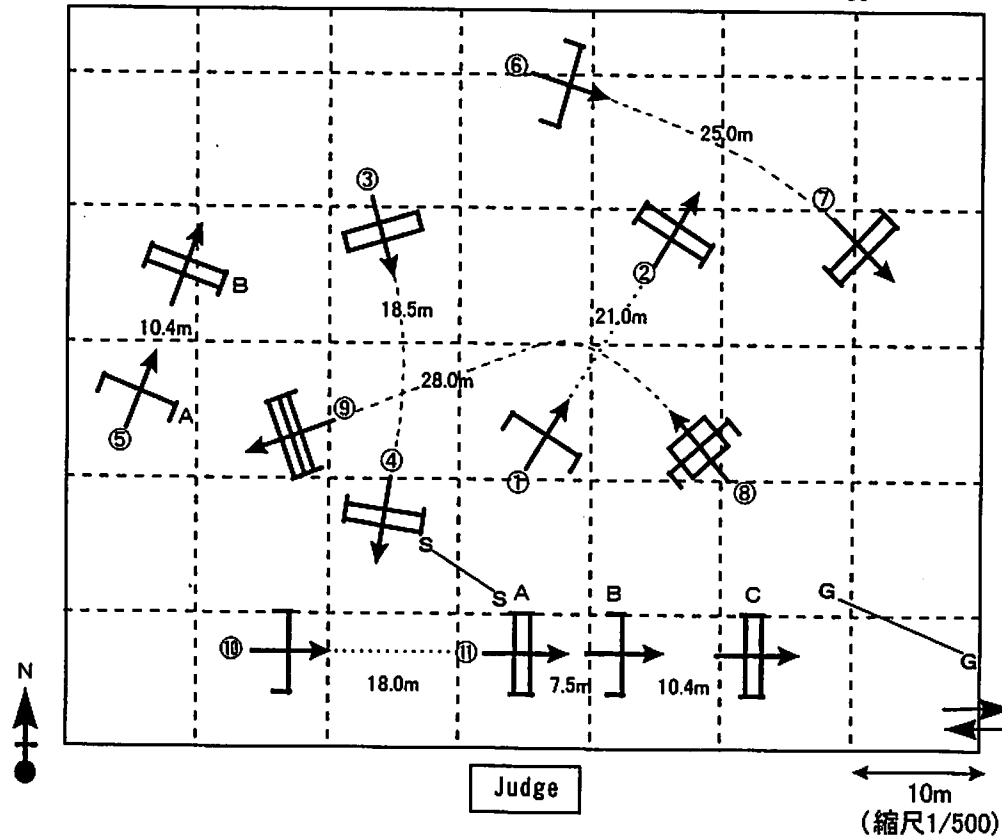 ⑥
25.0m
③
⑦
B
②
18.5m
10.4m
21.0m
28.0m
A
⑤
⑨
④
①
⑧
S
S
A
B
C
G
G
⑩
⑪
18.0m
7.5m
10.4m
N
Judge
10m
(縮尺1/500)